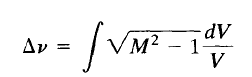 Δν = ∫ √(M² − 1) dV/V